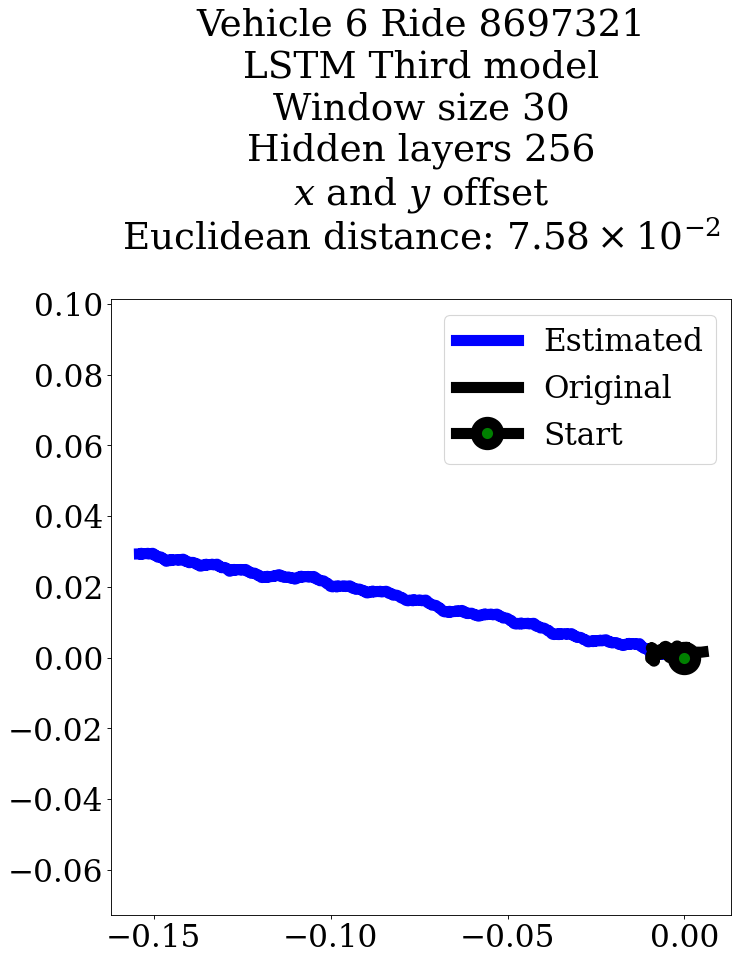 Vehicle 6 Ride 8697321
LSTM Third model
Window size 30
Hidden layers 256
x and y offset
Euclidean distance: 7.58 × 10⁻²
Estimated
Original
Start
0.10
0.08
0.06
0.04
0.02
0.00
−0.02
−0.04
−0.06
−0.15 −0.10 −0.05 0.00